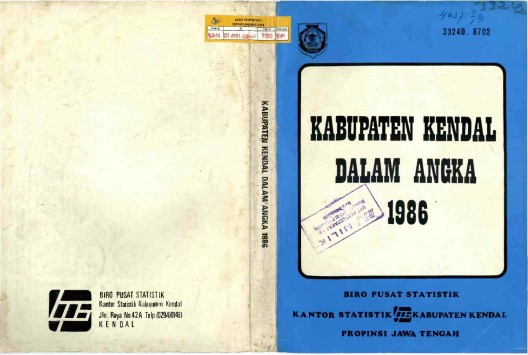 33240. 8702
KABUPATEN KENDAL
DALAM ANGKA
1986
MILIK
BIRO PUSAT STATISTIK
KANTOR STATISTIK KABUPATEN KENDAL
PROPINSI JAWA TENGAH
KABUPATEN KENDAL DALAM ANGKA 1986
BIRO PUSAT STATISTIK
Kantor Statistik Kabupaten Kendal
Jln. Raya No 42A Telp.(0294)81461
KENDAL